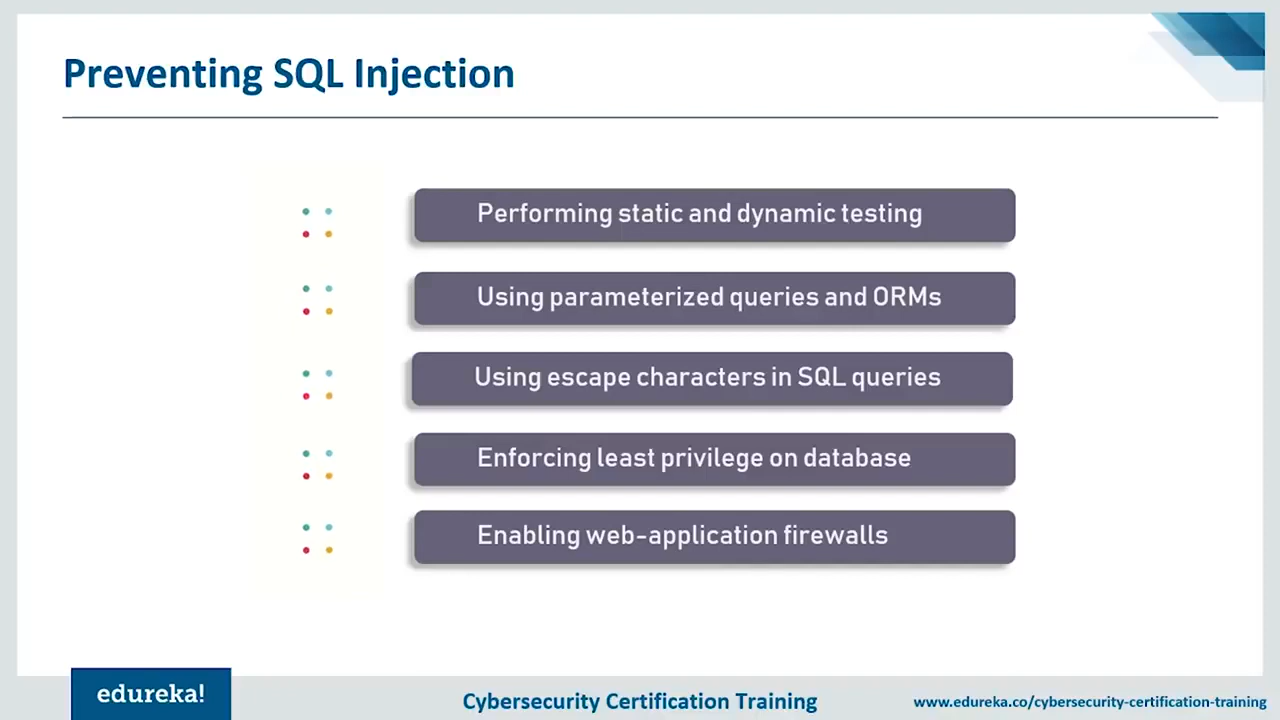 Preventing SQL Injection
Performing static and dynamic testing
Using parameterized queries and ORMs
Using escape characters in SQL queries
Enforcing least privilege on database
Enabling web-application firewalls
edureka!
Cybersecurity Certification Training
www.edureka.co/cybersecurity-certification-training